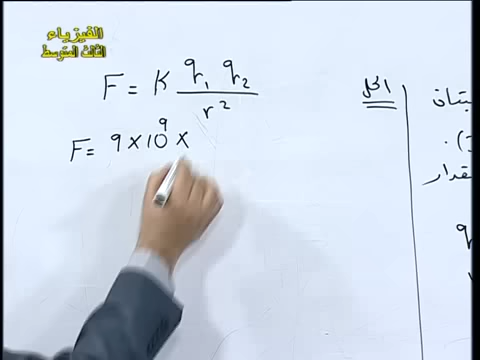 الفيزياء
الثالث المتوسط
الحل
F = K q₁ q₂ / r²
F = 9 × 10⁹ ×